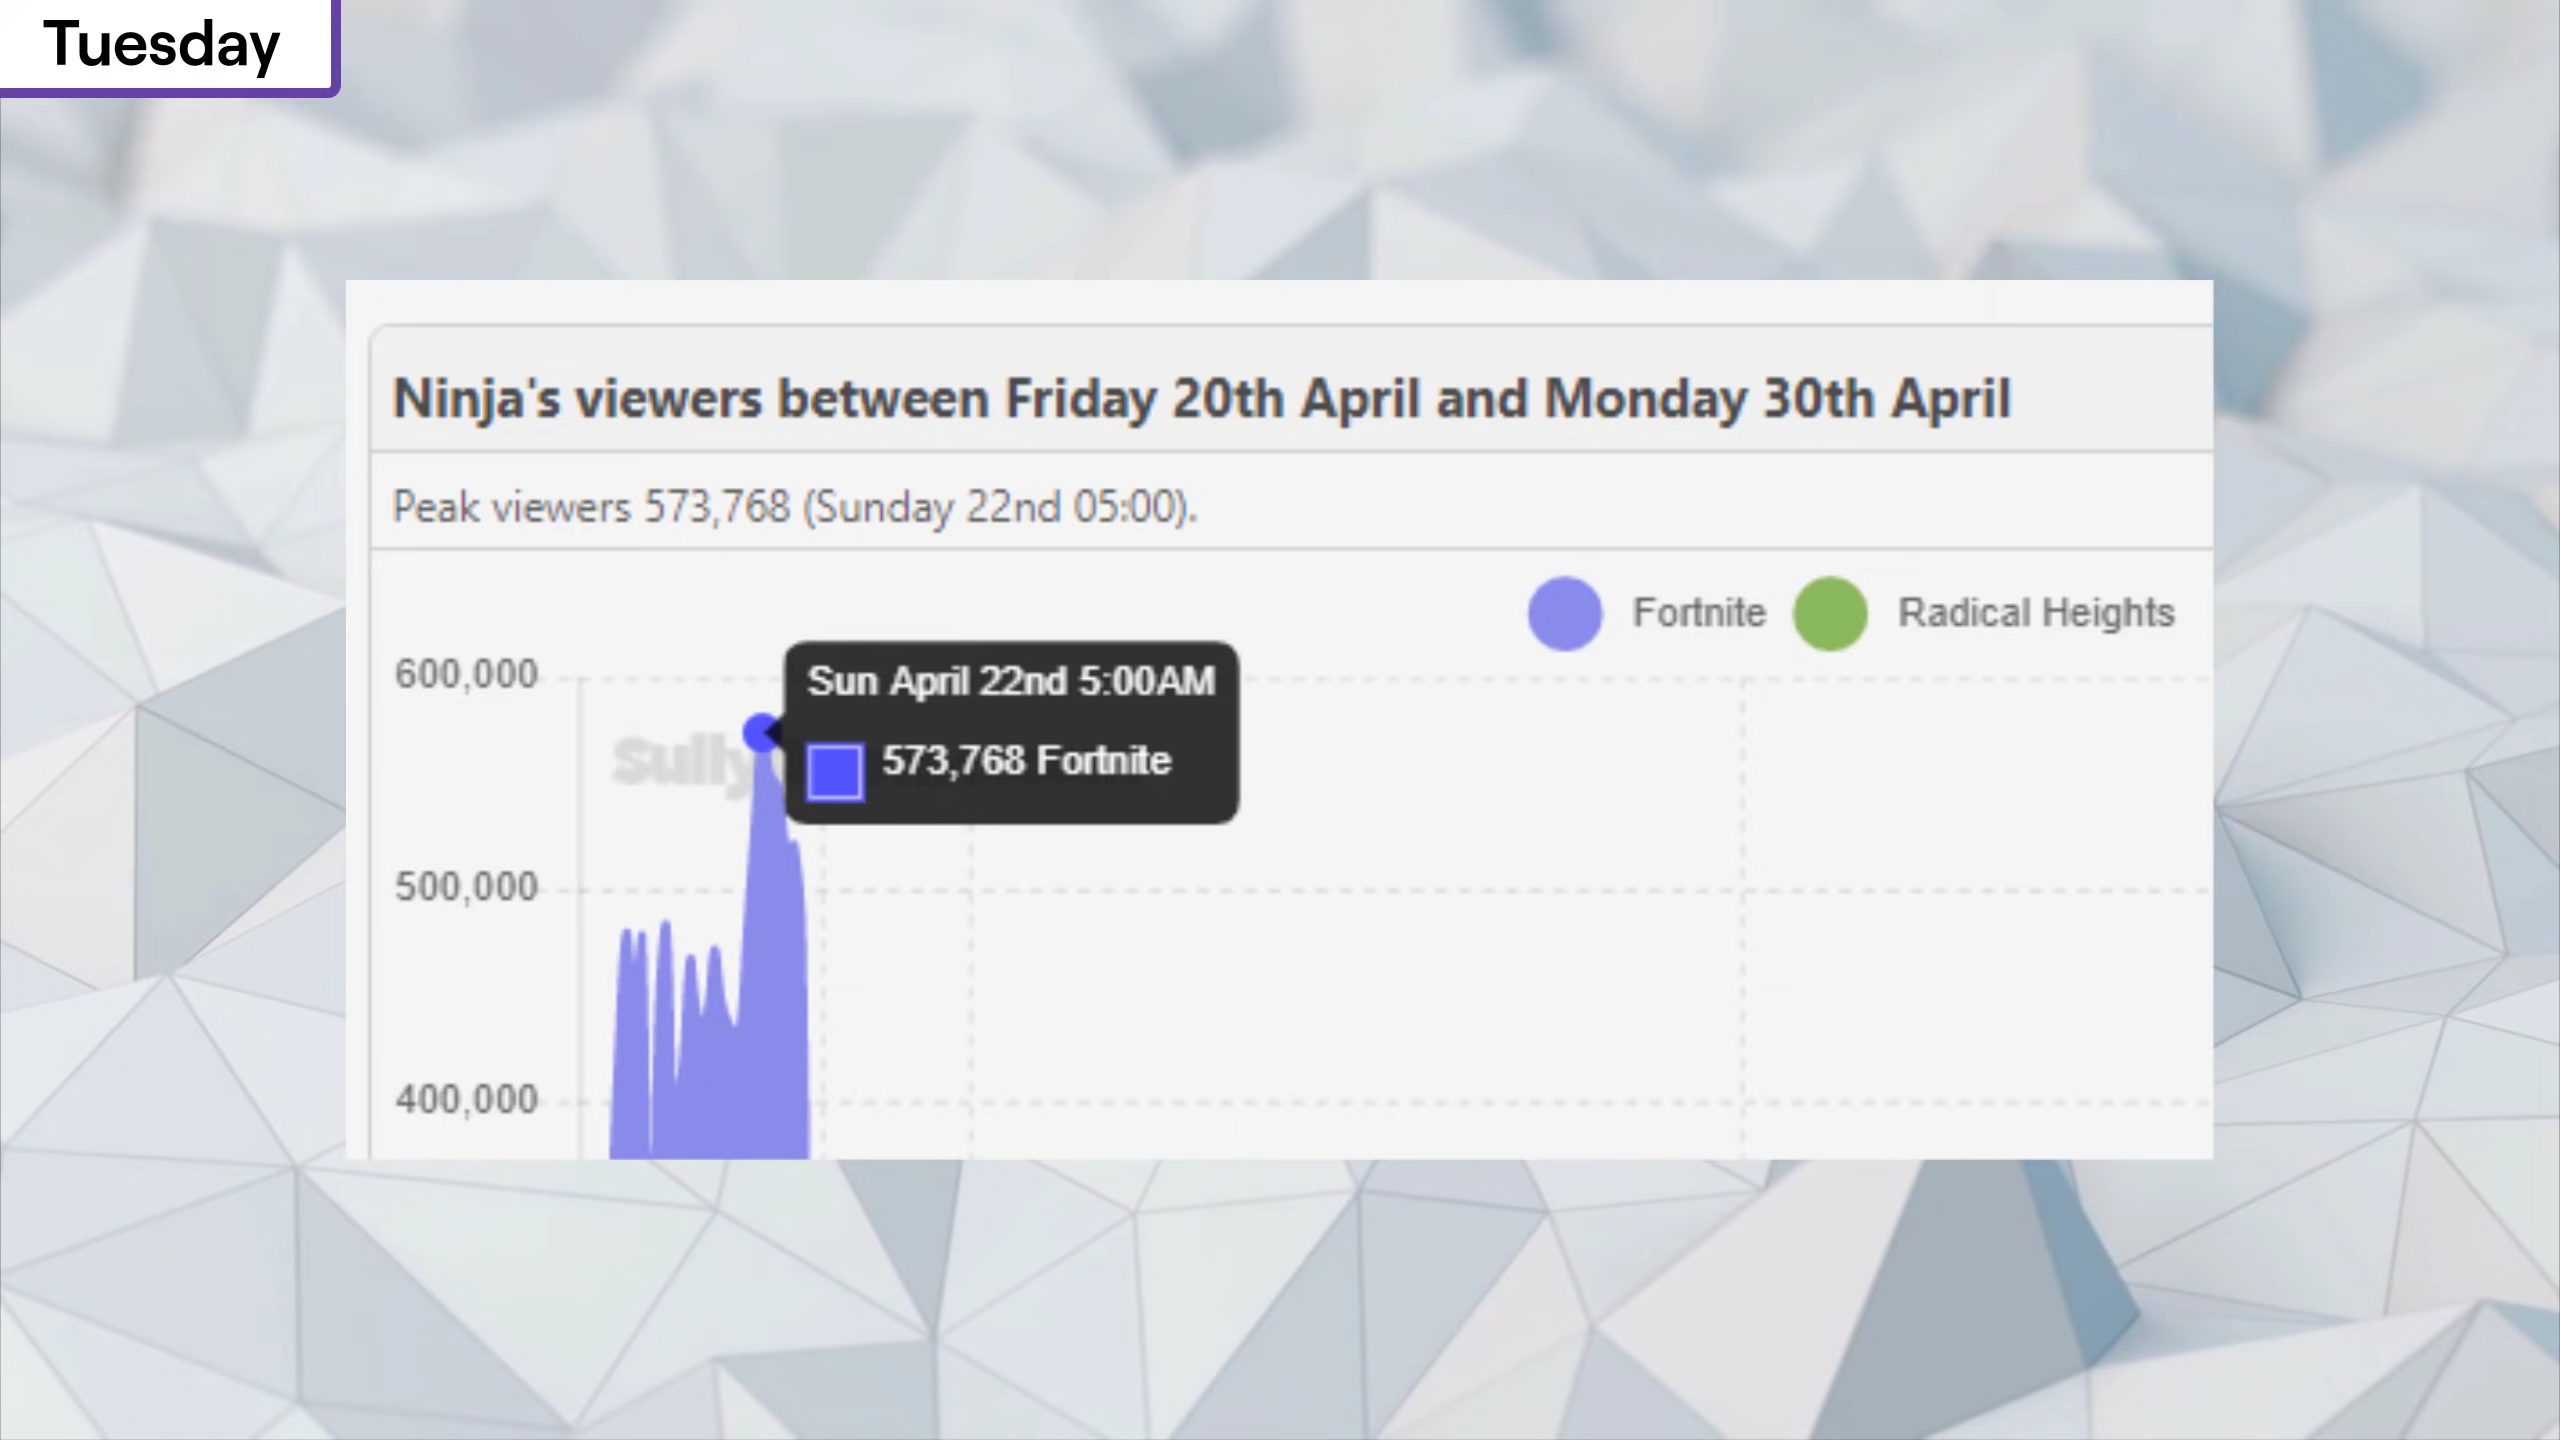 Tuesday
Ninja's viewers between Friday 20th April and Monday 30th April
Peak viewers 573,768 (Sunday 22nd 05:00).
Fortnite
Radical Heights
600,000
Sun April 22nd 5:00AM
Sully
573,768 Fortnite
500,000
400,000